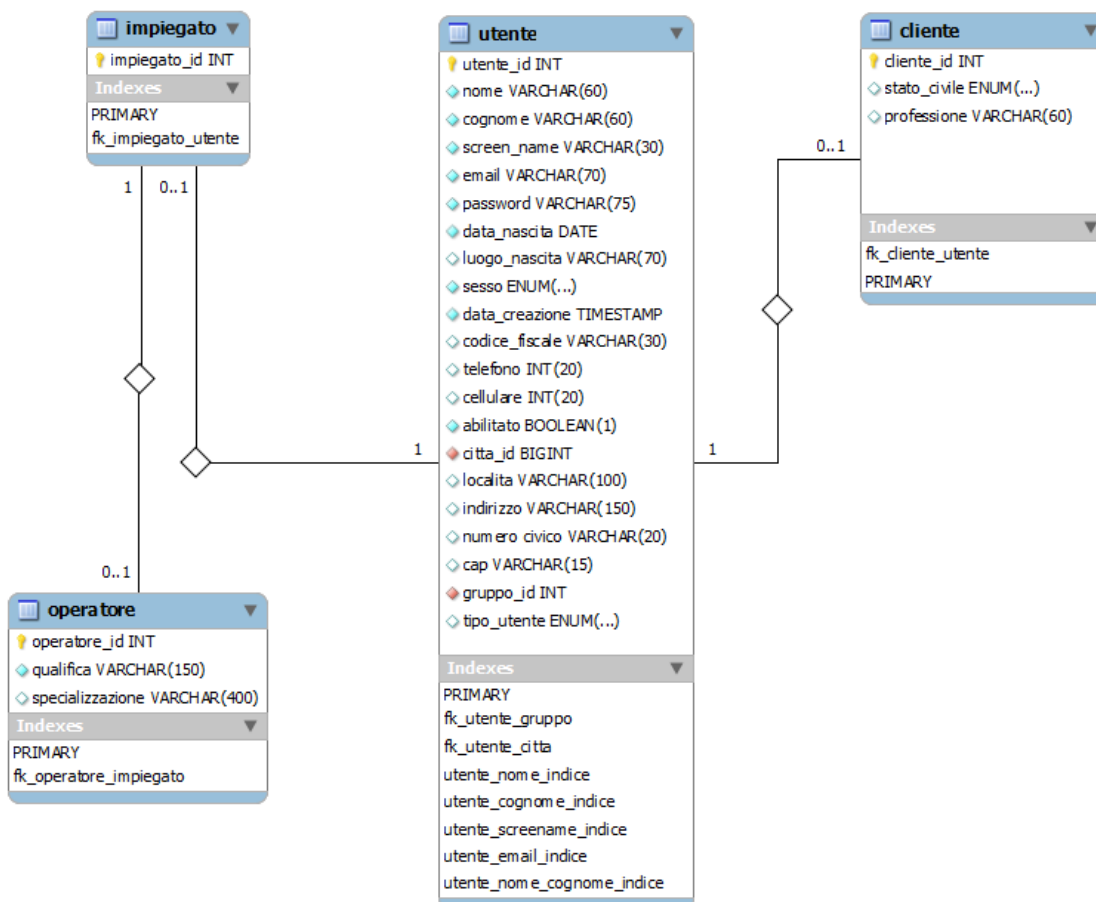 impiegato
impiegato_id INT
Indexes
PRIMARY
fk_impiegato_utente
1
0..1
0..1
operatore
operatore_id INT
qualifica VARCHAR(150)
specializzazione VARCHAR(400)
Indexes
PRIMARY
fk_operatore_impiegato
utente
utente_id INT
nome VARCHAR(60)
cognome VARCHAR(60)
screen_name VARCHAR(30)
email VARCHAR(70)
password VARCHAR(75)
data_nascita DATE
luogo_nascita VARCHAR(70)
sesso ENUM(...)
data_creazione TIMESTAMP
codice_fiscale VARCHAR(30)
telefono INT(20)
cellulare INT(20)
abilitato BOOLEAN(1)
citta_id BIGINT
localita VARCHAR(100)
indirizzo VARCHAR(150)
numero civico VARCHAR(20)
cap VARCHAR(15)
gruppo_id INT
tipo_utente ENUM(...)
Indexes
PRIMARY
fk_utente_gruppo
fk_utente_citta
utente_nome_indice
utente_cognome_indice
utente_screename_indice
utente_email_indice
utente_nome_cognome_indice
1
1
0..1
cliente
cliente_id INT
stato_civile ENUM(...)
professione VARCHAR(60)
Indexes
fk_cliente_utente
PRIMARY